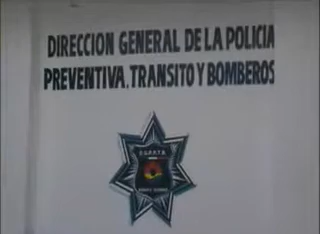 DIRECCION GENERAL DE LA POLICIA
PREVENTIVA. TRANSITO Y BOMBEROS